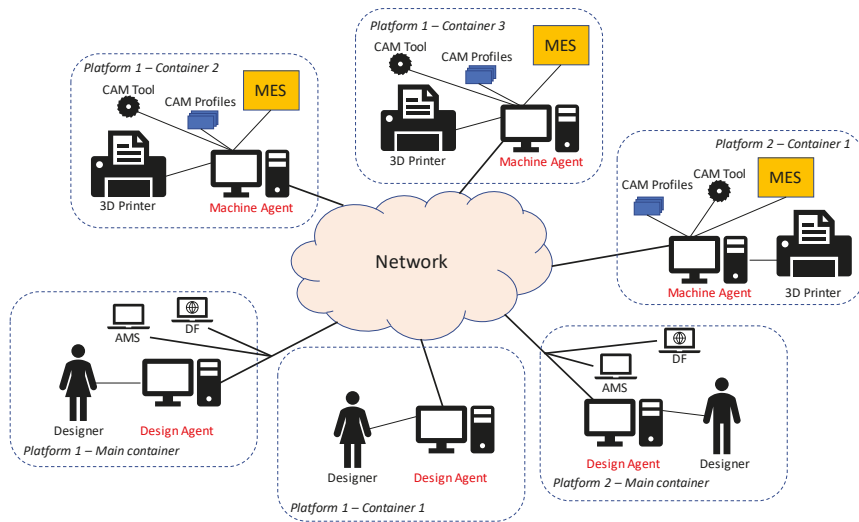 Platform 1 – Container 2
CAM Tool
CAM Profiles
MES
3D Printer
Machine Agent
Platform 1 – Container 3
CAM Tool
CAM Profiles
MES
3D Printer
Machine Agent
Platform 2 – Container 1
CAM Profiles
CAM Tool
MES
Machine Agent
3D Printer
Network
AMS
DF
Designer
Design Agent
Platform 1 – Main container
Designer
Design Agent
Platform 1 – Container 1
DF
AMS
Design Agent
Designer
Platform 2 – Main container